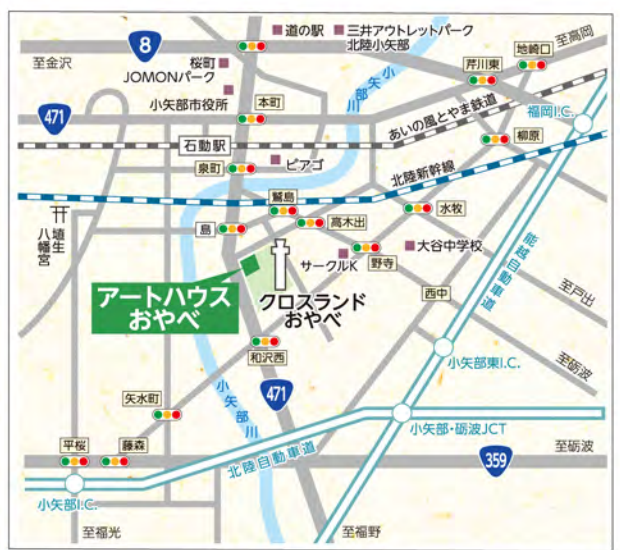 8
道の駅
三井アウトレットパーク
北陸小矢部
地崎口
至高岡
至金沢
桜町
JOMONパーク
芹川東
小矢部川
小矢部市役所
本町
471
あいの風とやま鉄道
福岡I.C.
石動駅
柳原
泉町
ピアゴ
北陸新幹線
鷲島
水牧
埴生
八幡宮
島
高木出
大谷中学校
能越自動車道
サークルK
野寺
至戸出
アートハウス
おやべ
クロスランド
おやべ
西中
和沢西
小矢部東I.C.
至砺波
矢水町
小矢部川
471
小矢部・砺波JCT
平桜
藤森
北陸自動車道
359
至砺波
小矢部I.C.
至福光
至福野